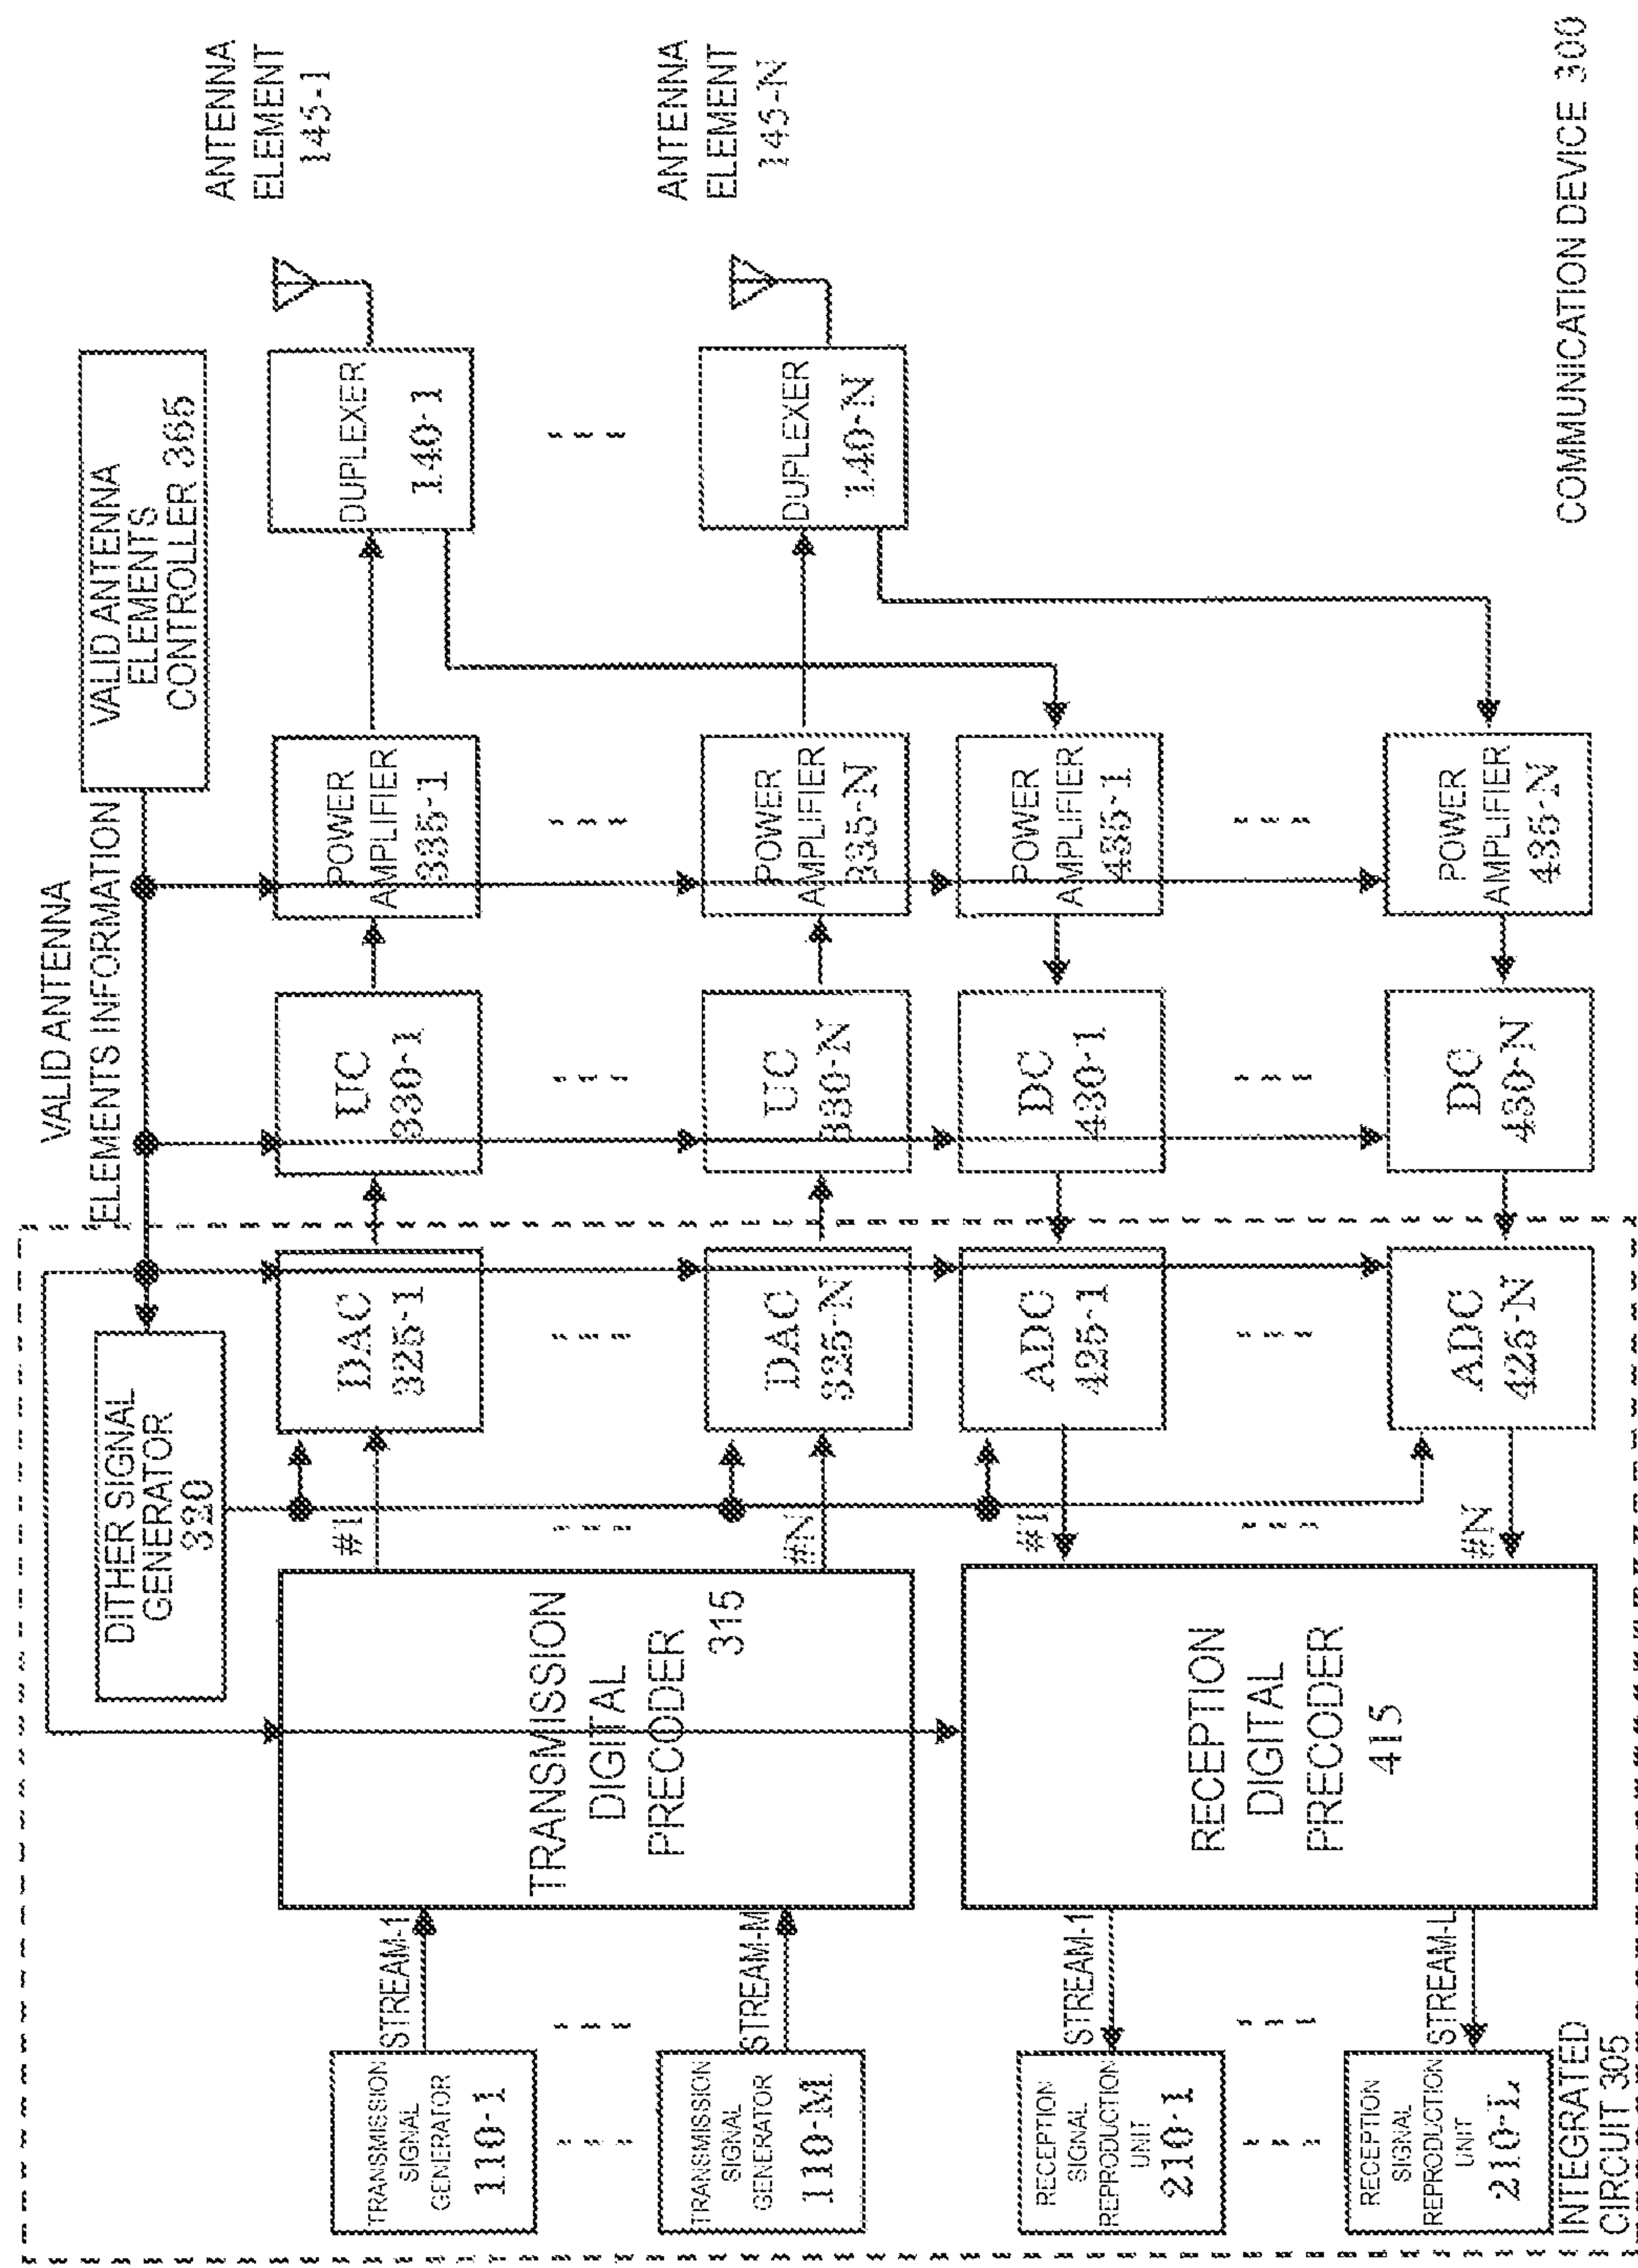 VALID ANTENNA
ELEMENTS INFORMATION
VALID ANTENNA
ELEMENTS
CONTROLLER 365
DITHER SIGNAL
GENERATOR
320
ANTENNA
ELEMENT
145-1
TRANSMISSION
SIGNAL
GENERATOR
110-1
STREAM-1
TRANSMISSION
DIGITAL
PRECODER
315
#1
DAC
325-1
UC
330-1
POWER
AMPLIFIER
335-1
DUPLEXER
140-1
ANTENNA
ELEMENT
145-N
TRANSMISSION
SIGNAL
GENERATOR
110-M
STREAM-M
#N
DAC
325-N
UC
330-N
POWER
AMPLIFIER
335-N
DUPLEXER
140-N
RECEPTION
SIGNAL
REPRODUCTION
UNIT
210-1
STREAM-1
RECEPTION
DIGITAL
PRECODER
415
#1
ADC
425-1
DC
430-1
POWER
AMPLIFIER
435-1
RECEPTION
SIGNAL
REPRODUCTION
UNIT
210-L
STREAM-L
#N
ADC
425-N
DC
430-N
POWER
AMPLIFIER
435-N
INTEGRATED
CIRCUIT 305
COMMUNICATION DEVICE 300